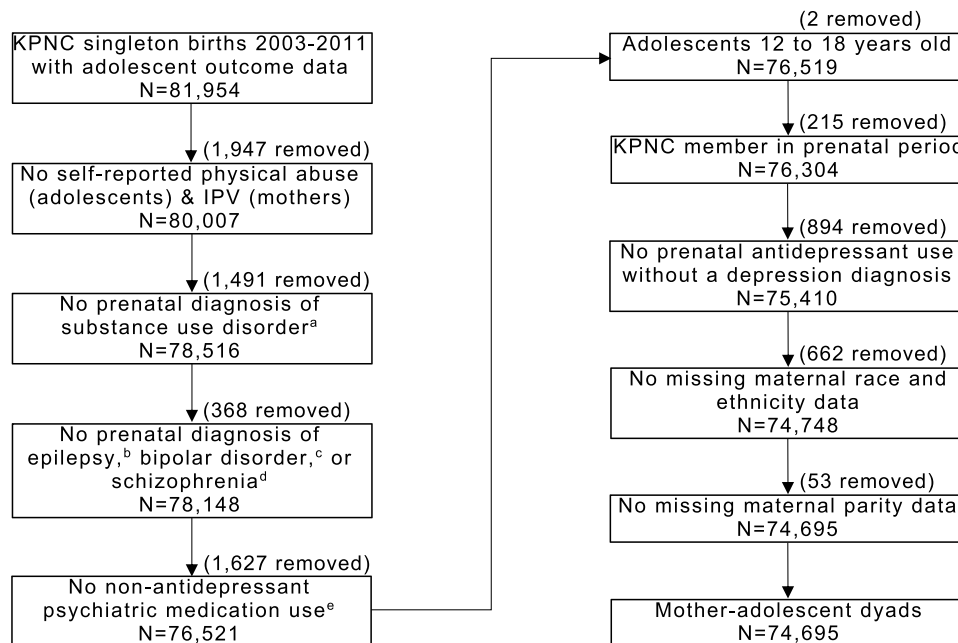 KPNC singleton births 2003-2011
with adolescent outcome data
N=81,954
(1,947 removed)
No self-reported physical abuse
(adolescents) & IPV (mothers)
N=80,007
(1,491 removed)
No prenatal diagnosis of
substance use disorderᵃ
N=78,516
(368 removed)
No prenatal diagnosis of
epilepsy,ᵇ bipolar disorder,ᶜ or
schizophreniaᵈ
N=78,148
(1,627 removed)
No non-antidepressant
psychiatric medication useᵉ
N=76,521
(2 removed)
Adolescents 12 to 18 years old
N=76,519
(215 removed)
KPNC member in prenatal period
N=76,304
(894 removed)
No prenatal antidepressant use
without a depression diagnosis
N=75,410
(662 removed)
No missing maternal race and
ethnicity data
N=74,748
(53 removed)
No missing maternal parity data
N=74,695
Mother-adolescent dyads
N=74,695